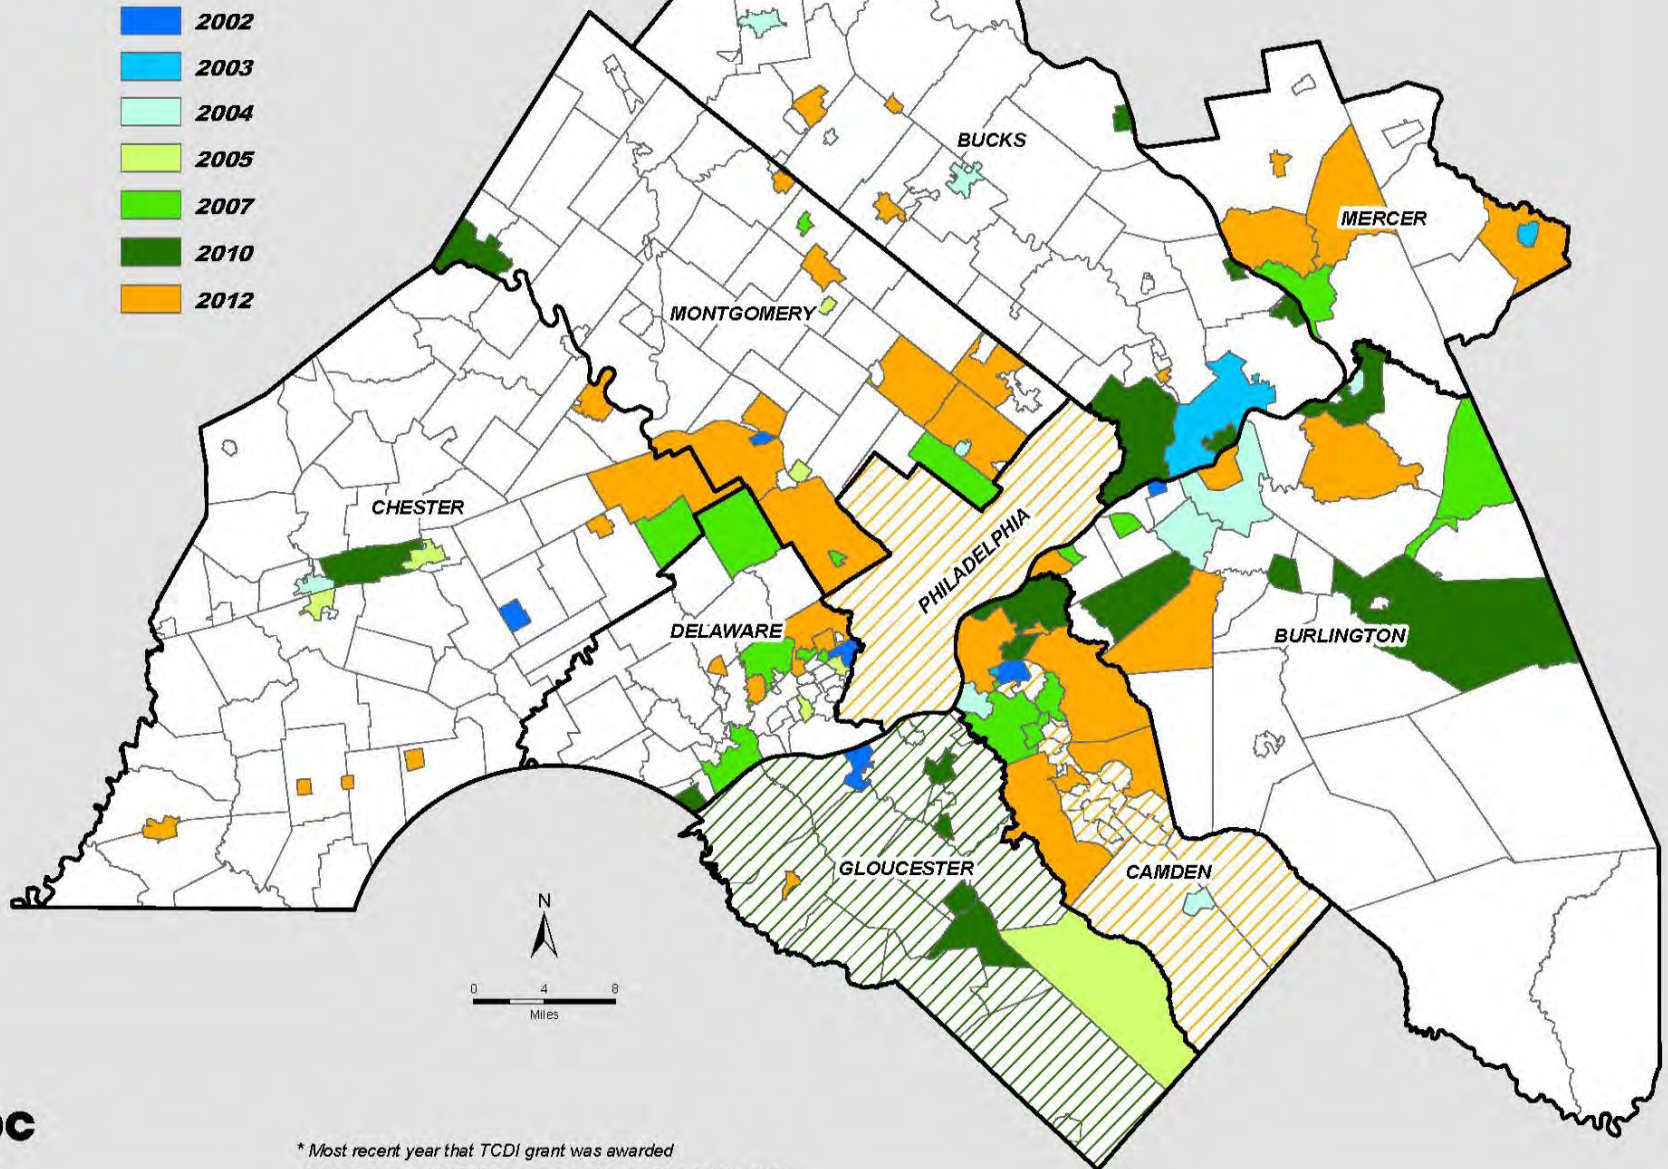 2002
2003
2004
2005
2007
2010
2012
BUCKS
MERCER
MONTGOMERY
CHESTER
PHILADELPHIA
DELAWARE
BURLINGTON
GLOUCESTER
CAMDEN
N
0 4 8
Miles
* Most recent year that TCDI grant was awarded